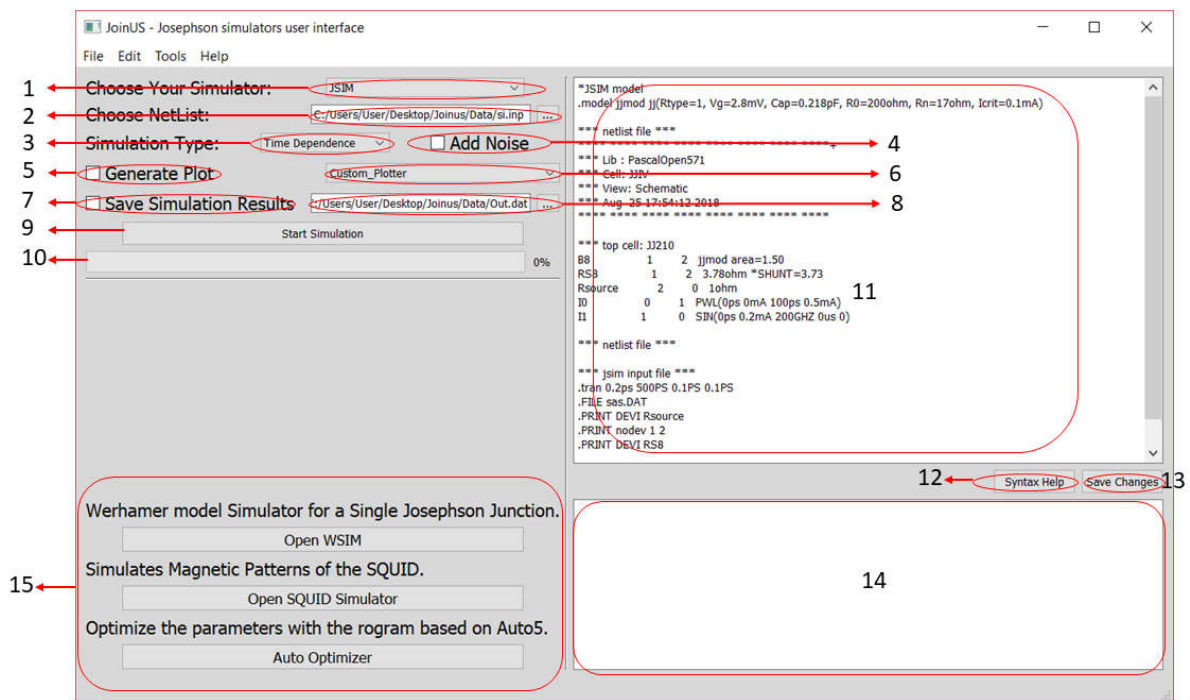 JoinUS - Josephson simulators user interface
File Edit Tools Help
1 Choose Your Simulator: JSIM
2 Choose NetList: C:/Users/User/Desktop/Joinus/Data/si.inp ...
3 Simulation Type: Time Dependence Add Noise 4
5 Generate Plot Custom_Plotter 6
7 Save Simulation Results :/Users/User/Desktop/Joinus/Data/Out.dat ... 8
9 Start Simulation
10 0%
*JSIM model
.model jjmod jj(Rtype=1, Vg=2.8mV, Cap=0.218pF, R0=200ohm, Rn=17ohm, Icrit=0.1mA)
*** netlist file ***
**** **** **** **** **** **** **** ****+
*** Lib : PascalOpen571
*** Cell: JJIV
*** View: Schematic
*** Aug 25 17:54:12 2018
**** **** **** **** **** **** **** ****
*** top cell: JJ210
B8 1 2 jjmod area=1.50
RS8 1 2 3.78ohm *SHUNT=3.73
Rsource 2 0 1ohm
I0 0 1 PWL(0ps 0mA 100ps 0.5mA)
I1 1 0 SIN(0ps 0.2mA 200GHZ 0us 0)
11
*** netlist file ***
*** jsim input file ***
.tran 0.2ps 500PS 0.1PS 0.1PS
.FILE sas.DAT
.PRINT DEVI Rsource
.PRINT nodev 1 2
.PRINT DEVI RS8
12 Syntax Help Save Changes 13
14
15
Werhamer model Simulator for a Single Josephson Junction.
Open WSIM
Simulates Magnetic Patterns of the SQUID.
Open SQUID Simulator
Optimize the parameters with the rogram based on Auto5.
Auto Optimizer